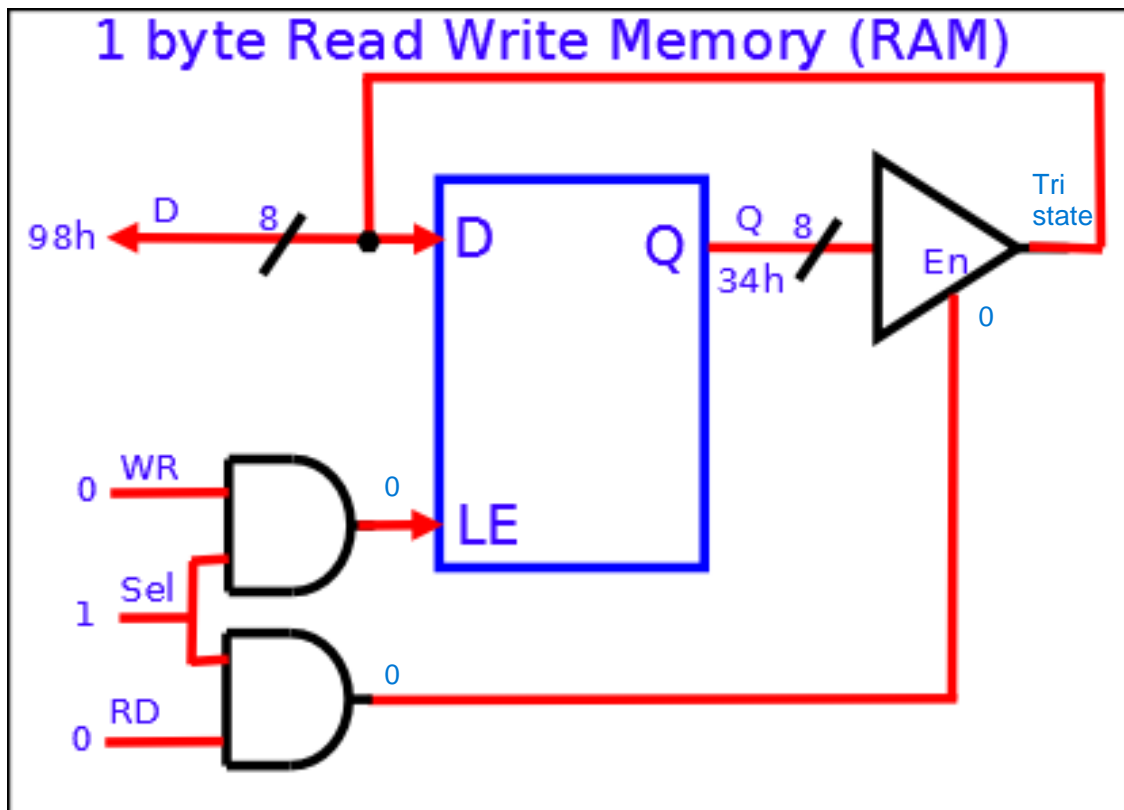 1 byte Read Write Memory (RAM)
Tri
state
D
8
98h
D
Q
Q
8
34h
En
0
WR
0
0
LE
Sel
1
0
RD
0